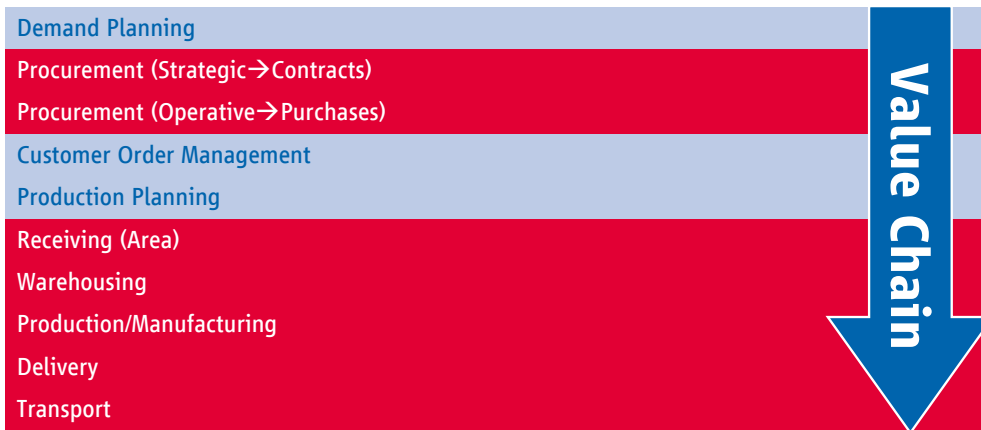 Demand Planning
Procurement (Strategic→Contracts)
Procurement (Operative→Purchases)
Customer Order Management
Production Planning
Receiving (Area)
Warehousing
Production/Manufacturing
Delivery
Transport
Value Chain